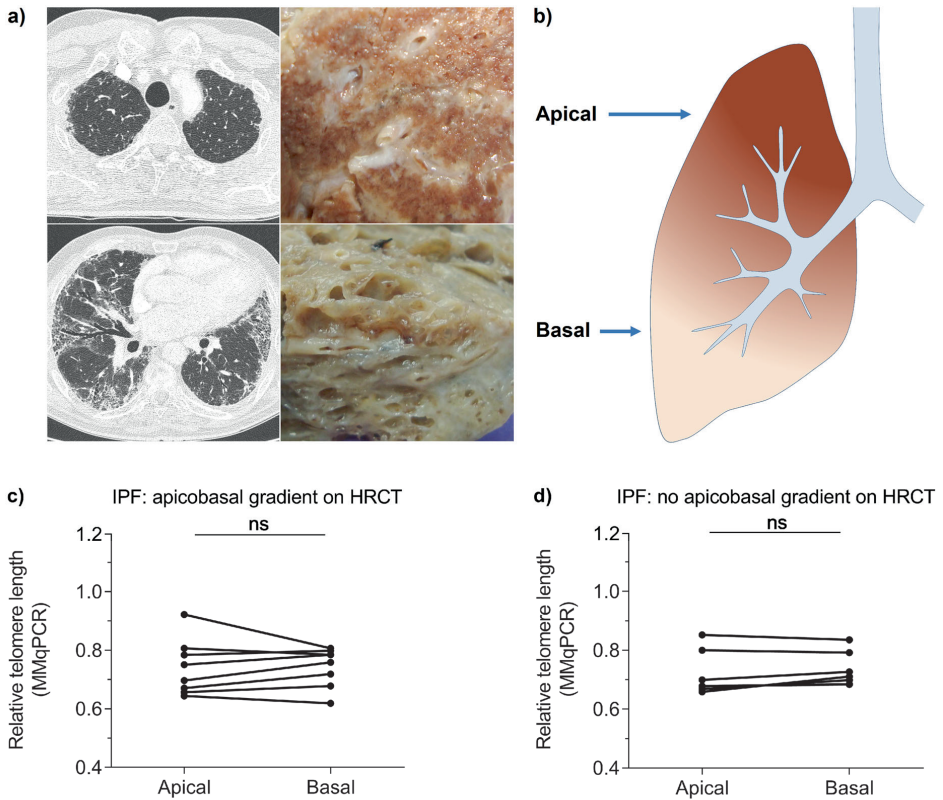 a)
b)
Apical
Basal
c)
IPF: apicobasal gradient on HRCT
ns
Relative telomere length
(MMqPCR)
1.2
1.0
0.8
0.6
0.4
Apical
Basal
d)
IPF: no apicobasal gradient on HRCT
ns
Relative telomere length
(MMqPCR)
1.2
1.0
0.8
0.6
0.4
Apical
Basal